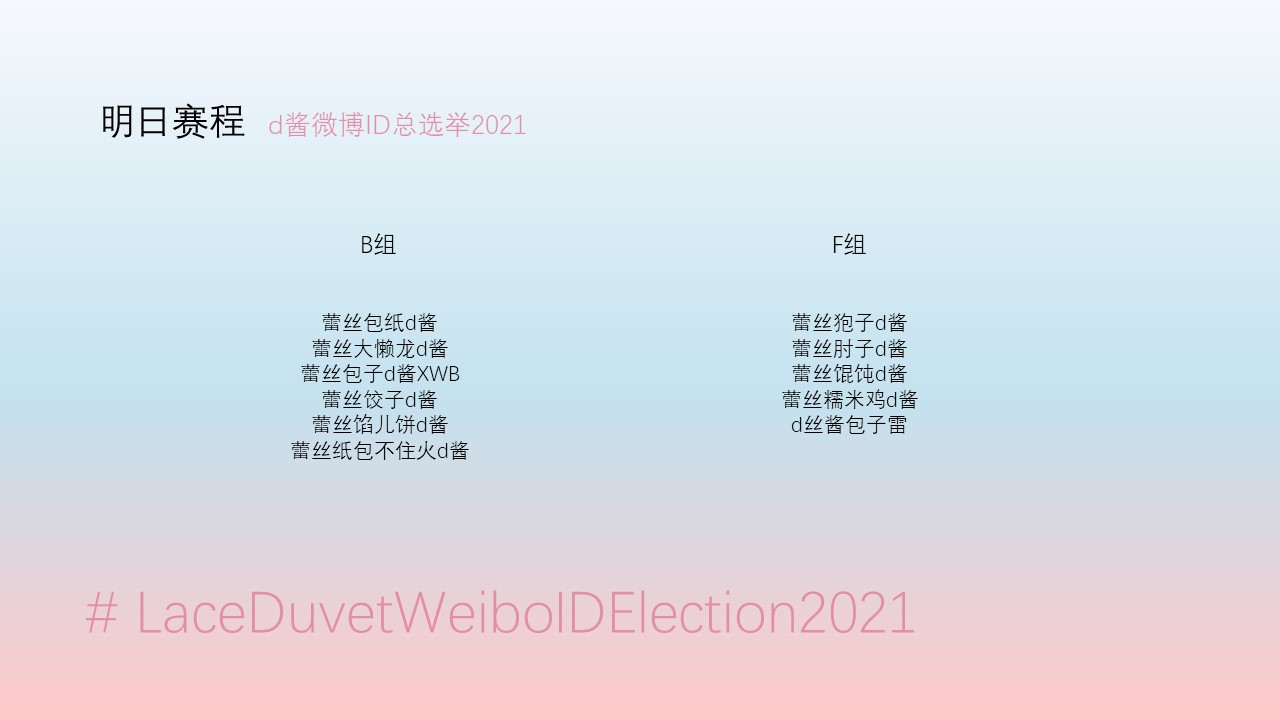 明日赛程 d酱微博ID总选举2021
B组
蕾丝包纸d酱
蕾丝大懒龙d酱
蕾丝包子d酱XWB
蕾丝饺子d酱
蕾丝馅儿饼d酱
蕾丝纸包不住火d酱
F组
蕾丝狍子d酱
蕾丝肘子d酱
蕾丝馄饨d酱
蕾丝糯米鸡d酱
d丝酱包子雷
# LaceDuvetWeiboIDElection2021